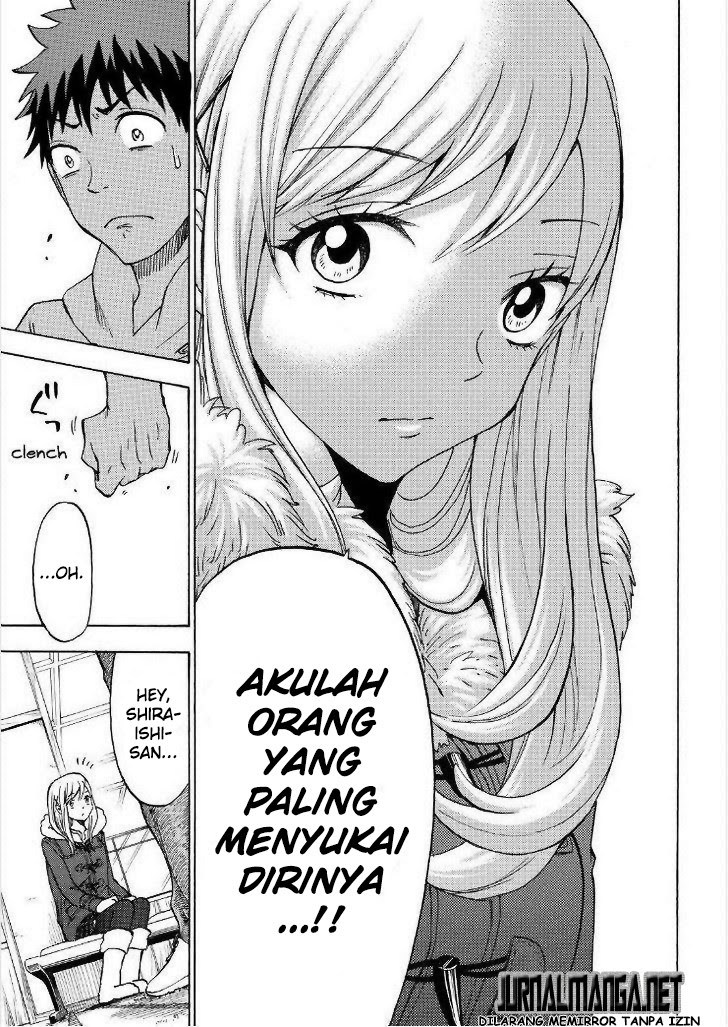 AKULAH
ORANG
YANG
PALING
MENYUKAI
DIRINYA
...!!
ぐっ
clench
...OH.
HEY,
SHIRA-
ISHI-
SAN...
JURNALMANGA.NET
DILARANG MEMIRROR TANPA IZIN